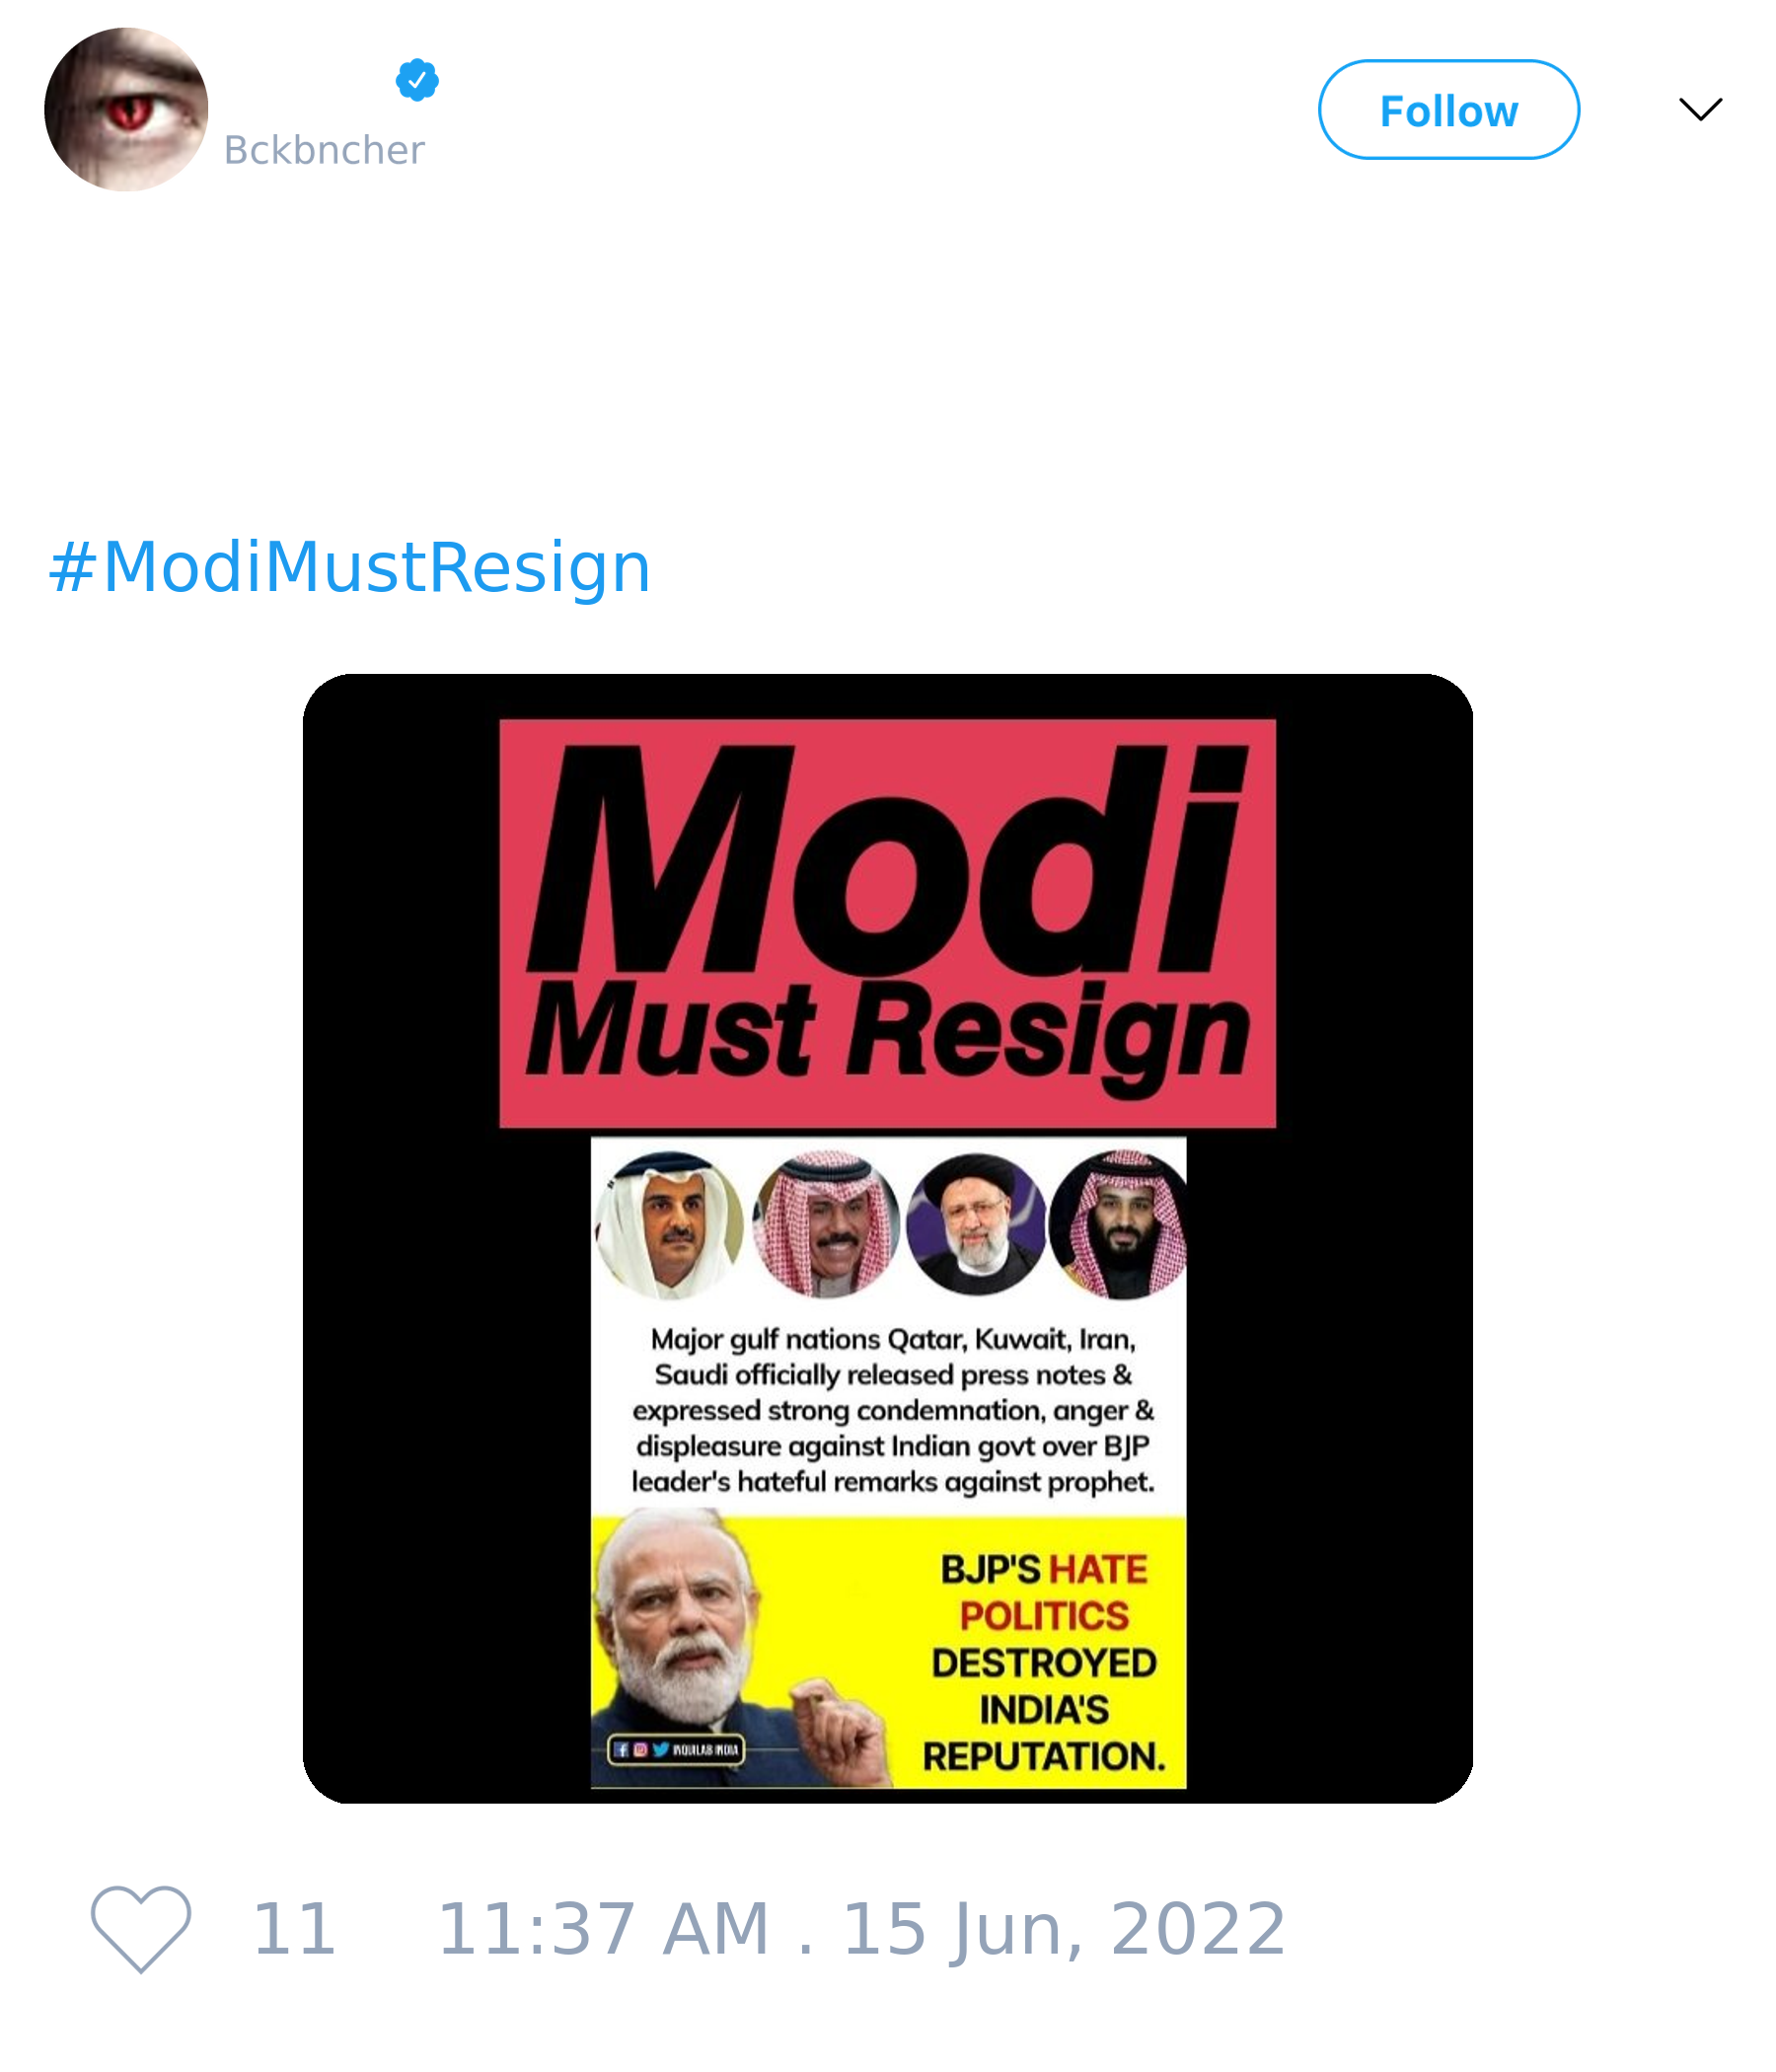 Bckbncher
Follow
#ModiMustResign
Modi
Must Resign
Major gulf nations Qatar, Kuwait, Iran,
Saudi officially released press notes &
expressed strong condemnation, anger &
displeasure against Indian govt over BJP
leader's hateful remarks against prophet.
BJP'S HATE
POLITICS
DESTROYED
INDIA'S
REPUTATION.
INQUILAB INDIA
11 11:37 AM . 15 Jun, 2022